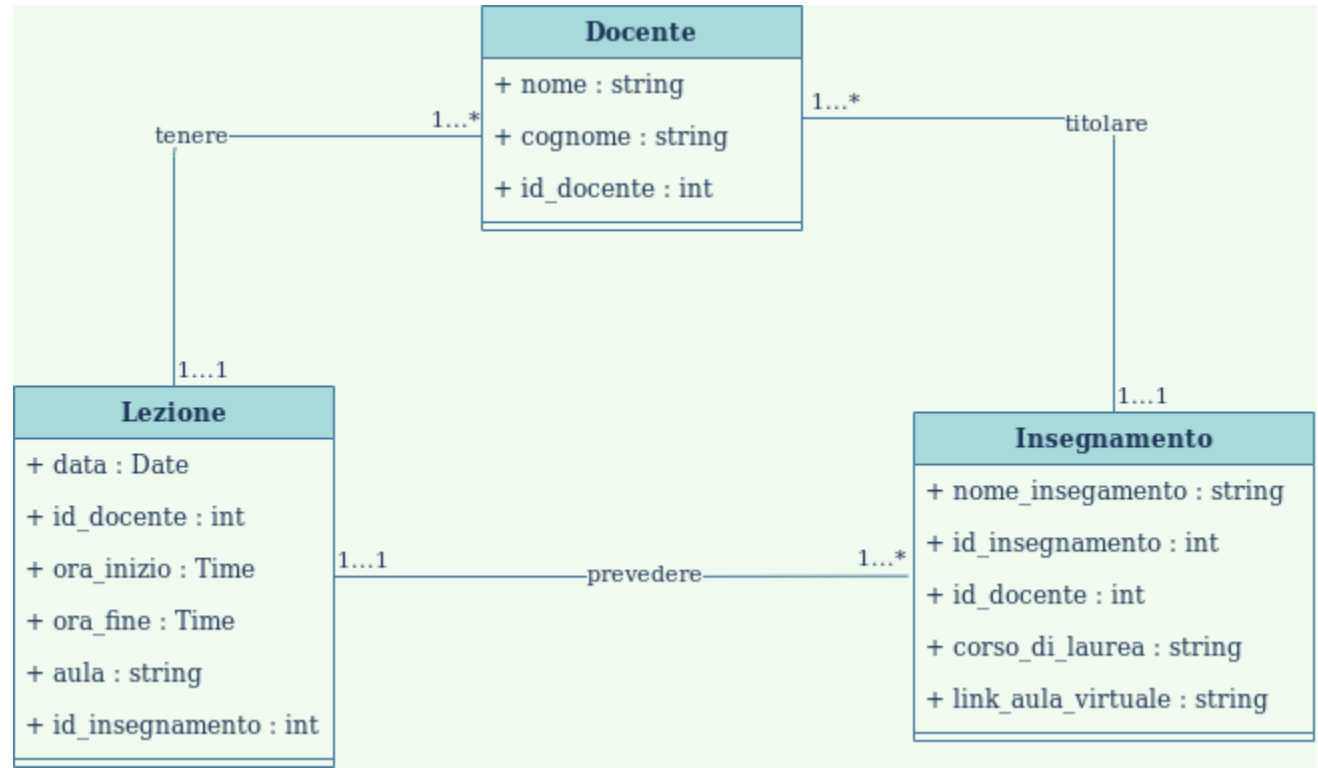 Docente
+ nome : string
+ cognome : string
+ id_docente : int
1...*
1...*
tenere
titolare
1...1
1...1
Lezione
+ data : Date
+ id_docente : int
+ ora_inizio : Time
+ ora_fine : Time
+ aula : string
+ id_insegnamento : int
1...1
prevedere
1...*
Insegnamento
+ nome_insegamento : string
+ id_insegnamento : int
+ id_docente : int
+ corso_di_laurea : string
+ link_aula_virtuale : string